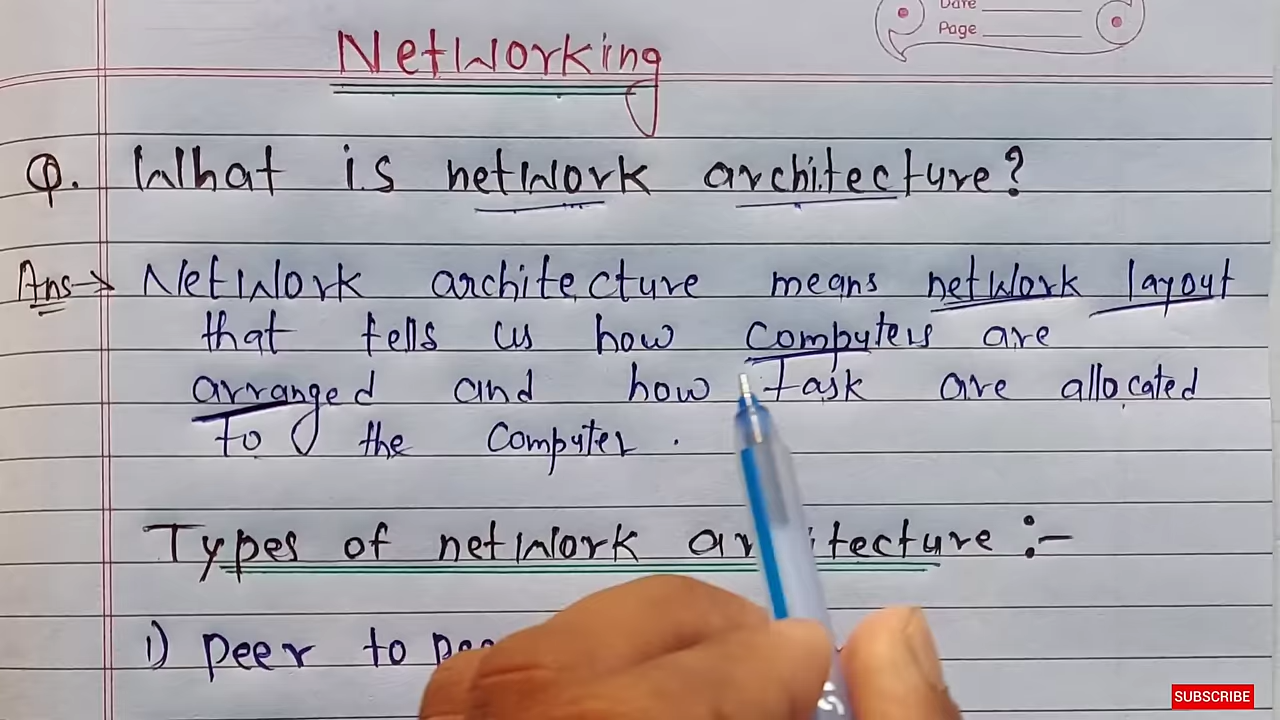 Date
Page
Networking
Q. What is network architecture?
Ans→ Network architecture means network layout
that tells us how computers are
arranged and how task are allocated
to the computer.
Types of network architecture :-
1) peer to
SUBSCRIBE